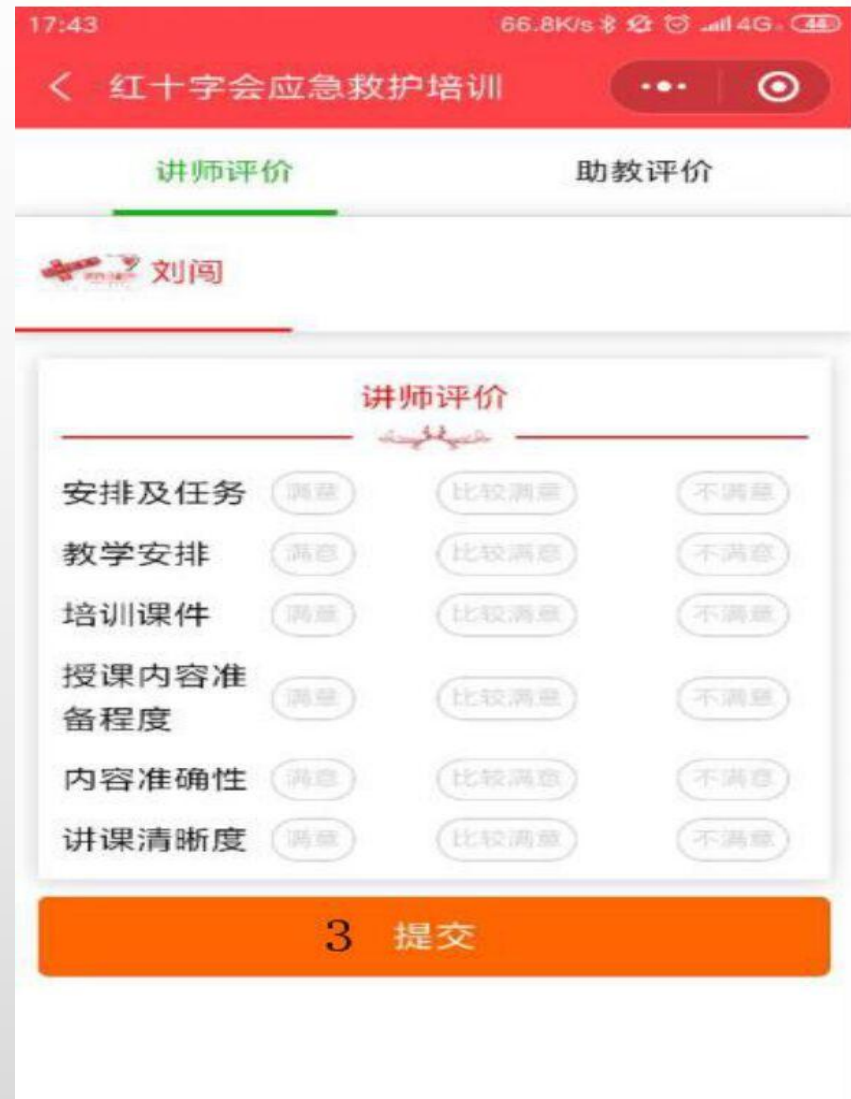 17:43 66.8K/s 4G 44
红十字会应急救护培训
讲师评价 助教评价
刘闯
讲师评价
安排及任务 满意 比较满意 不满意
教学安排 满意 比较满意 不满意
培训课件 满意 比较满意 不满意
授课内容准
备程度 满意 比较满意 不满意
内容准确性 满意 比较满意 不满意
讲课清晰度 满意 比较满意 不满意
3 提交